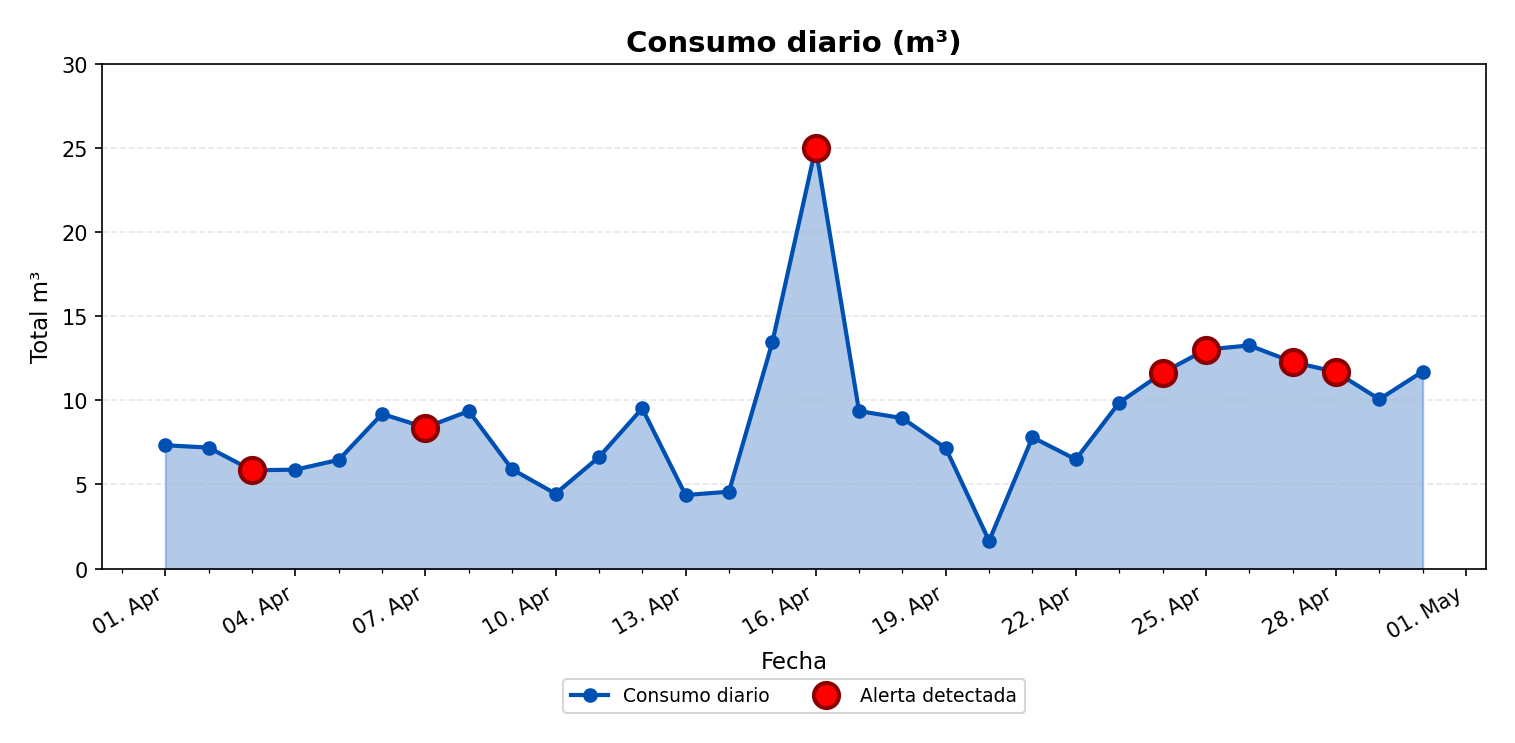 Consumo diario (m³)
30
25
20
15
10
5
0
Total m³
01. Apr
04. Apr
07. Apr
10. Apr
13. Apr
16. Apr
19. Apr
22. Apr
25. Apr
28. Apr
01. May
Fecha
Consumo diario
Alerta detectada